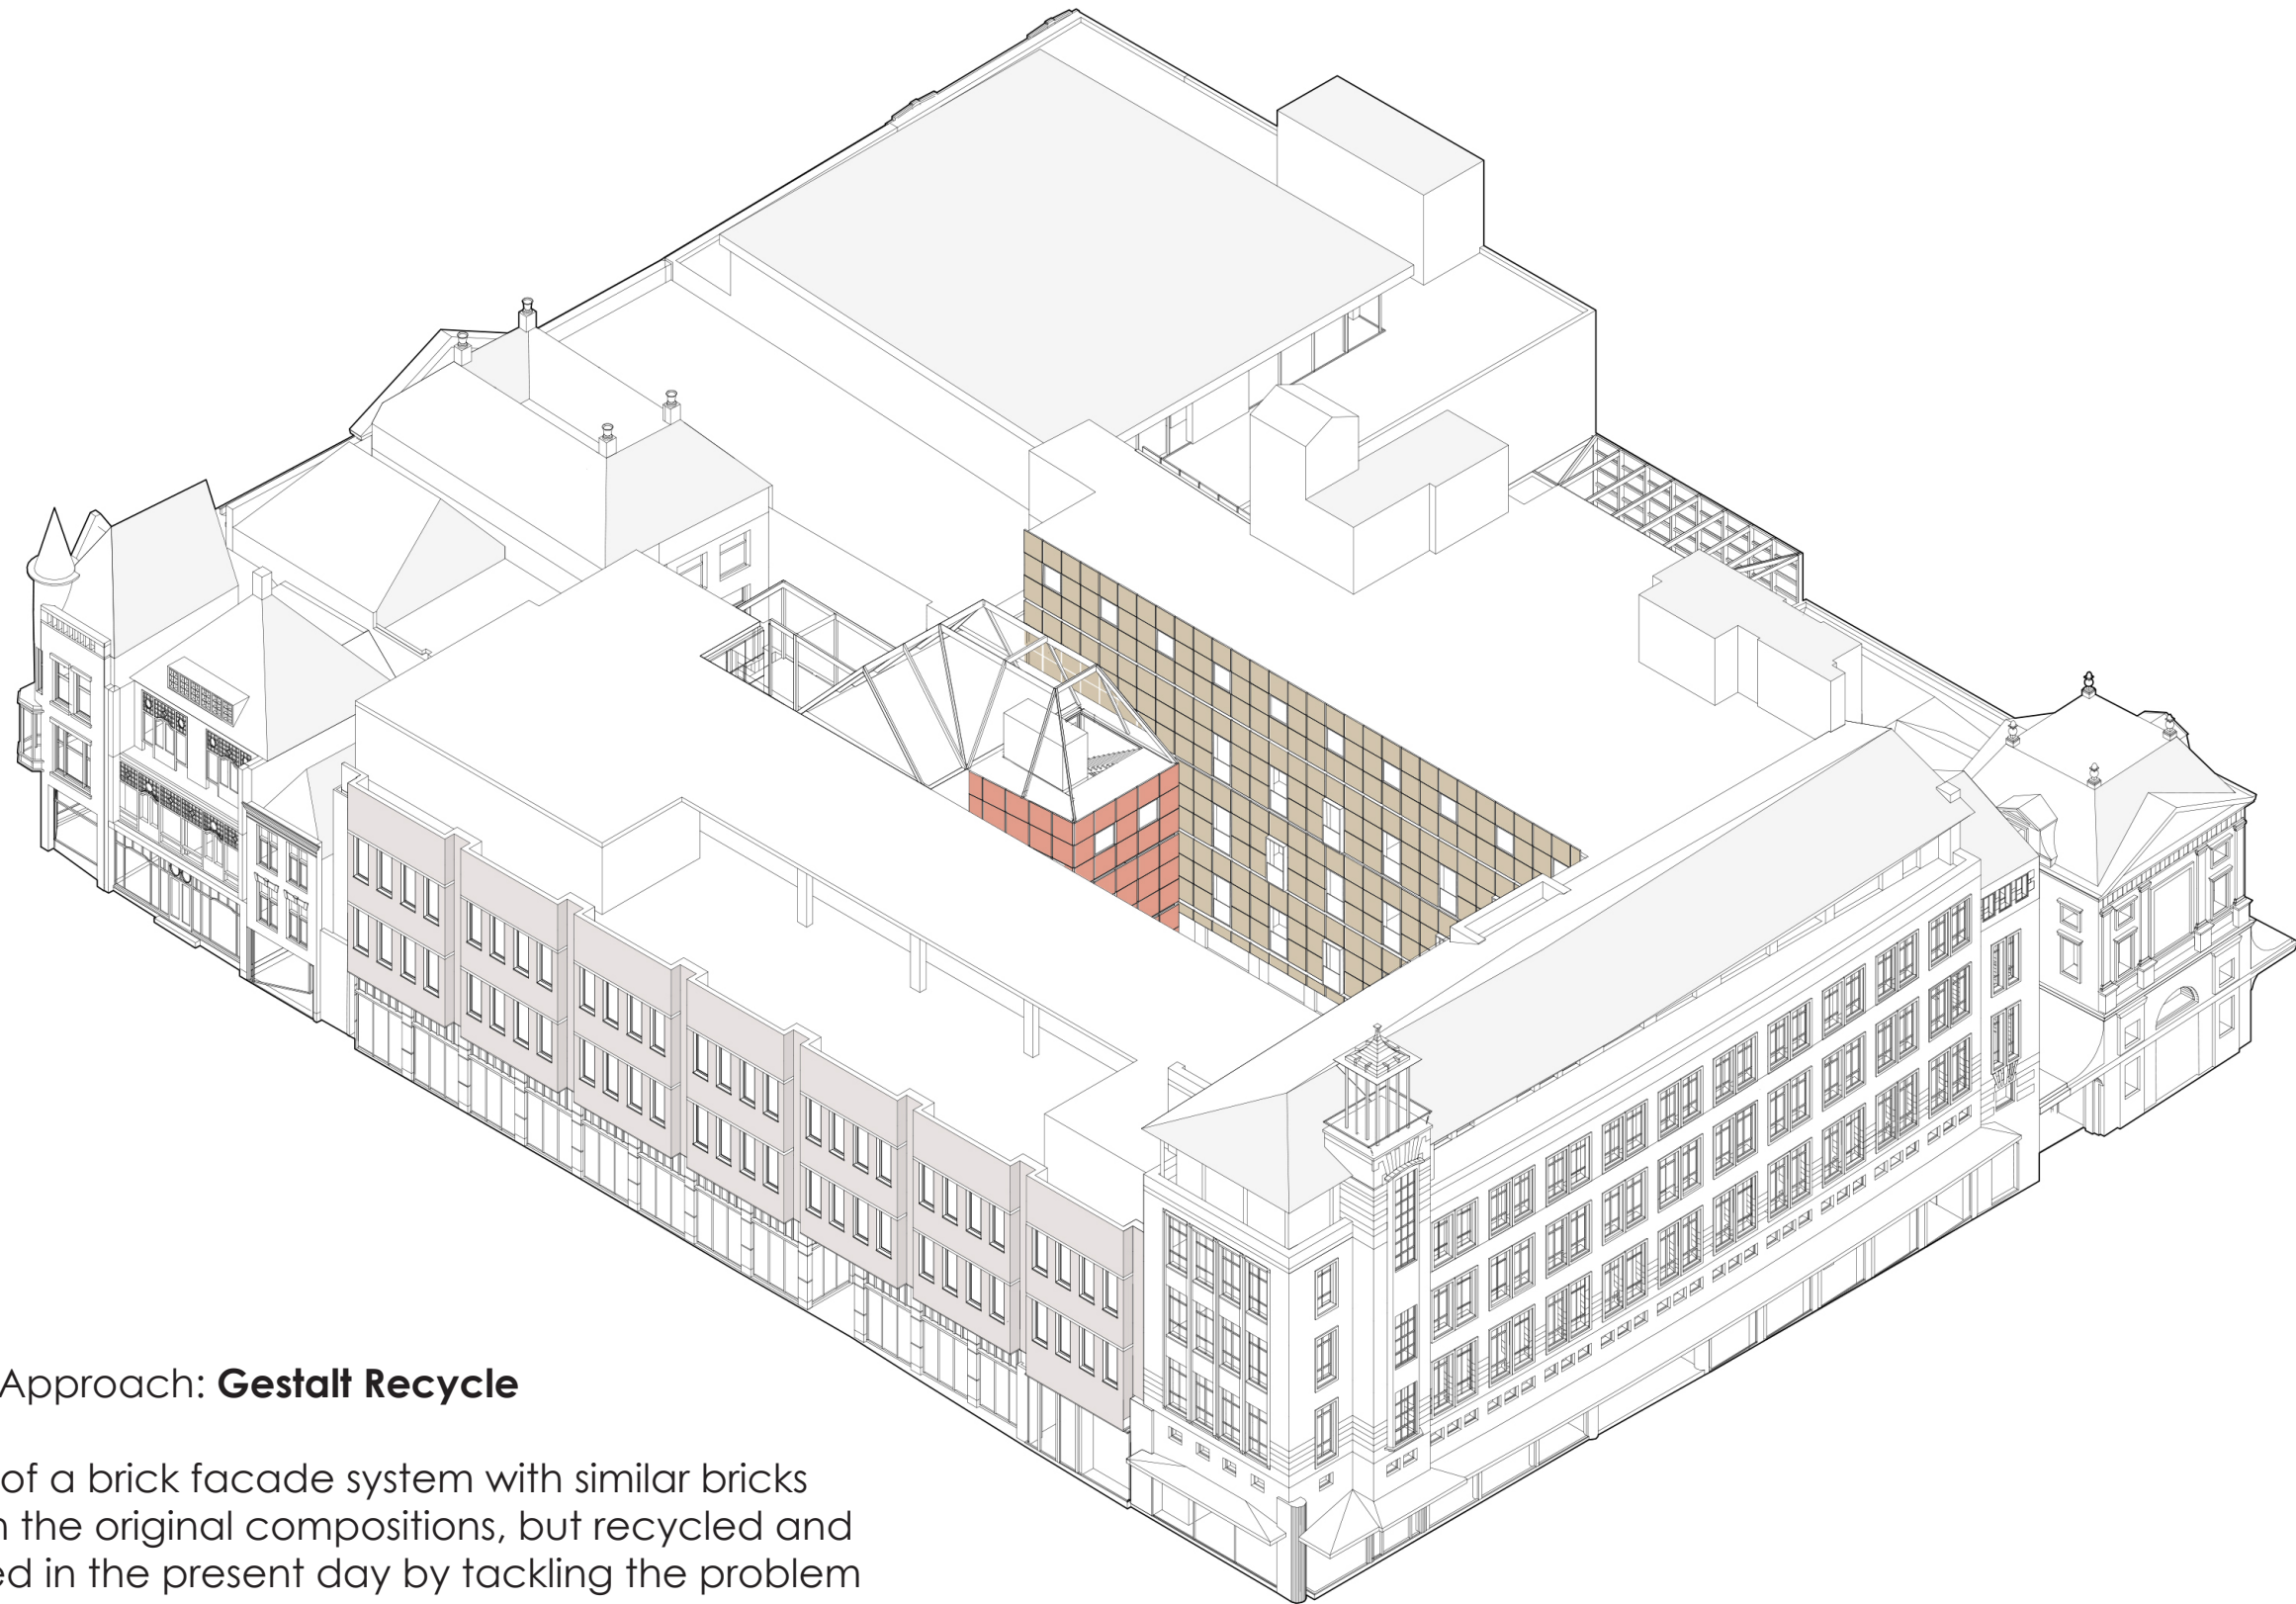 Approach: Gestalt Recycle
of a brick facade system with similar bricks
the original compositions, but recycled and
in the present day by tackling the problem